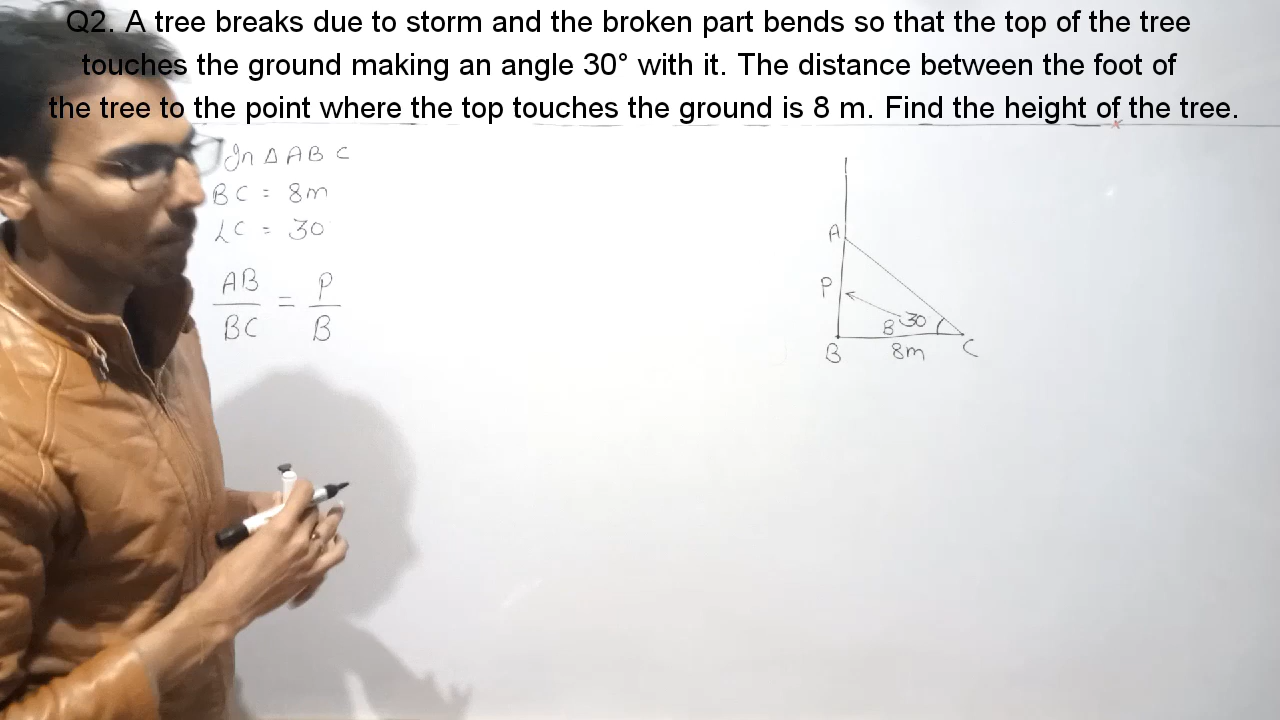 Q2. A tree breaks due to storm and the broken part bends so that the top of the tree
touches the ground making an angle 30° with it. The distance between the foot of
the tree to the point where the top touches the ground is 8 m. Find the height of the tree.
In Δ ABC
BC = 8m
∠C = 30
AB/BC = P/B
A
P
B 30
B 8m C